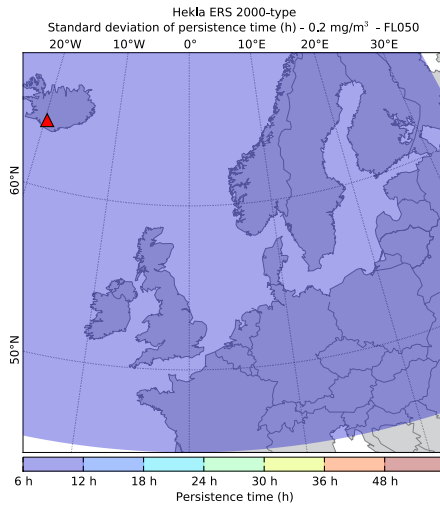 Hekla ERS 2000-type
Standard deviation of persistence time (h) - 0.2 mg/m³ - FL050
20°W 10°W 0° 10°E 20°E 30°E
60°N
50°N
6 h 12 h 18 h 24 h 30 h 36 h 48 h
Persistence time (h)